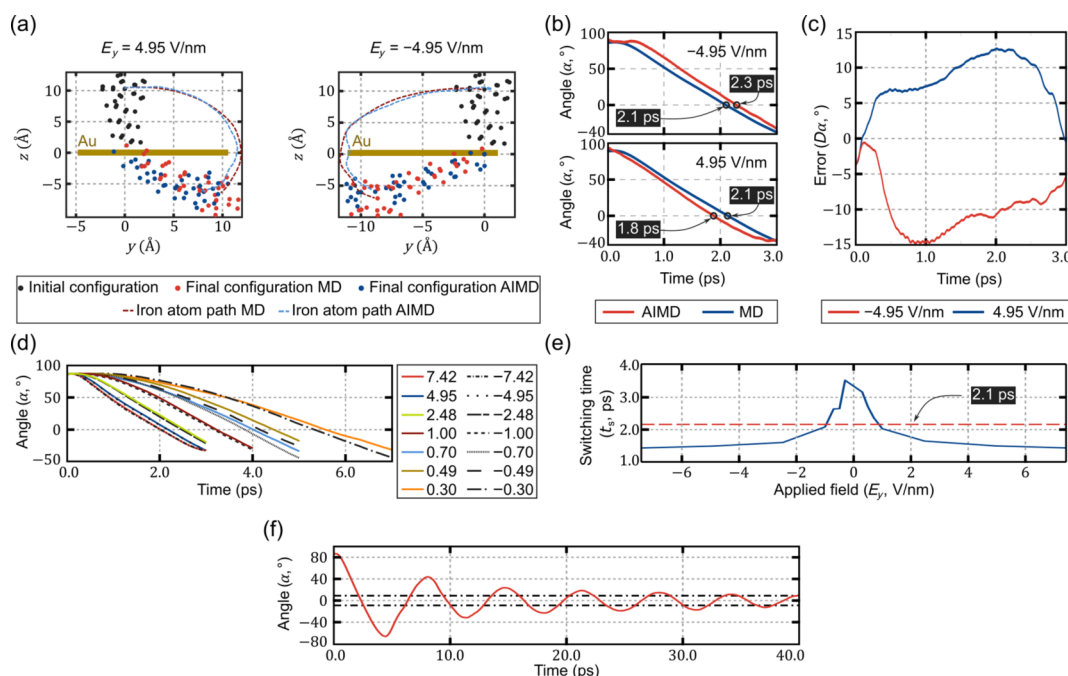 (a)
E_y = 4.95 V/nm
E_y = −4.95 V/nm
10
5
0
−5
z (Å)
Au
−5
0
5
10
y (Å)
10
5
0
−5
z (Å)
Au
−10
−5
0
y (Å)
Initial configuration
Final configuration MD
Final configuration AIMD
Iron atom path MD
Iron atom path AIMD
(b)
100
50
0
−40
Angle (α,°)
−4.95 V/nm
2.3 ps
2.1 ps
100
50
0
−40
Angle (α,°)
4.95 V/nm
2.1 ps
1.8 ps
0.0
1.0
2.0
3.0
Time (ps)
AIMD
MD
(c)
15
10
5
0
−5
−10
−15
Error (Dα,°)
0
1.0
2.0
3.0
Time (ps)
−4.95 V/nm
4.95 V/nm
(d)
100
50
0
−50
Angle (α,°)
0.0
2.0
4.0
6.0
Time (ps)
7.42
−7.42
4.95
−4.95
2.48
−2.48
1.00
−1.00
0.70
−0.70
0.49
−0.49
0.30
−0.30
(e)
4.0
3.0
2.0
1.0
Switching time
(t_s, ps)
2.1 ps
−6
−4
−2
0
2
4
6
Applied field (E_y, V/nm)
(f)
80
40
0
−40
−80
Angle (α,°)
0.0
10.0
20.0
30.0
40.0
Time (ps)